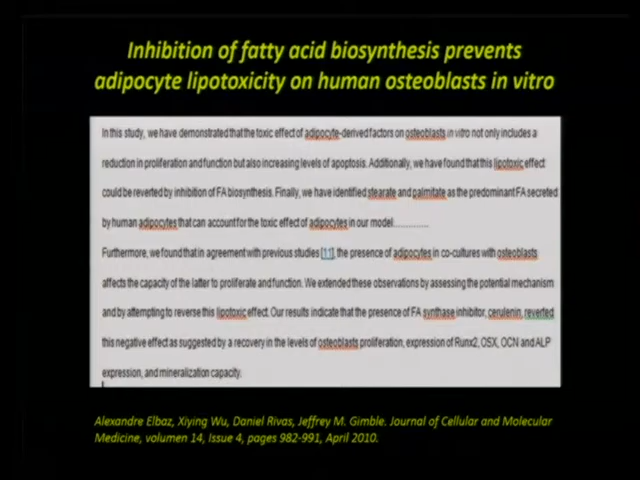 Inhibition of fatty acid biosynthesis prevents
adipocyte lipotoxicity on human osteoblasts in vitro
In this study, we have demonstrated that the toxic effect of adipocyte-derived factors on osteoblasts in vitro not only includes a
reduction in proliferation and function but also increasing levels of apoptosis. Additionally, we have found that this lipotoxic effect
could be reverted by inhibition of FA biosynthesis. Finally, we have identified stearate and palmitate as the predominant FA secreted
by human adipocytes that can account for the toxic effect of adipocytes in our model..............
Furthermore, we found that in agreement with previous studies [11], the presence of adipocytes in co-cultures with osteoblasts
affects the capacity of the latter to proliferate and function. We extended these observations by assessing the potential mechanism
and by attempting to reverse this lipotoxic effect. Our results indicate that the presence of FA synthase inhibitor, cerulenin, reverted
this negative effect as suggested by a recovery in the levels of osteoblasts proliferation, expression of Runx2, OSX, OCN and ALP
expression, and mineralization capacity.
Alexandre Elbaz, Xiying Wu, Daniel Rivas, Jeffrey M. Gimble. Journal of Cellular and Molecular
Medicine, volumen 14, Issue 4, pages 982-991, April 2010.